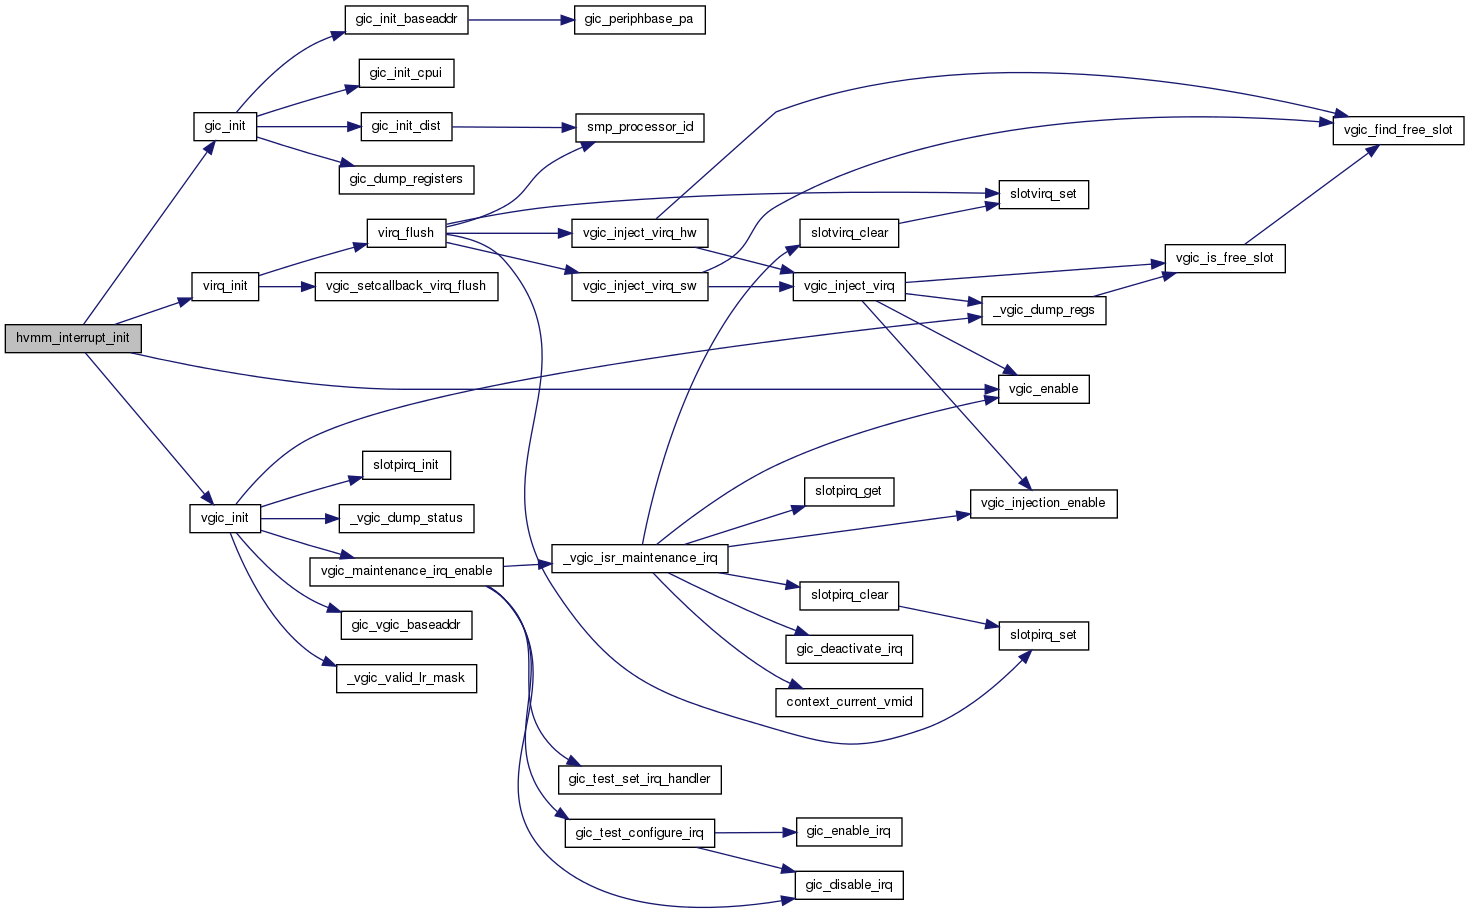 gic_init_baseaddr
gic_periphbase_pa
gic_init_cpui
gic_init
gic_init_dist
smp_processor_id
vgic_find_free_slot
gic_dump_registers
slotvirq_set
virq_flush
vgic_inject_virq_hw
slotvirq_clear
vgic_is_free_slot
virq_init
vgic_setcallback_virq_flush
vgic_inject_virq_sw
vgic_inject_virq
_vgic_dump_regs
hvmm_interrupt_init
vgic_enable
slotpirq_init
slotpirq_get
vgic_injection_enable
vgic_init
_vgic_dump_status
_vgic_isr_maintenance_irq
vgic_maintenance_irq_enable
slotpirq_clear
gic_vgic_baseaddr
slotpirq_set
gic_deactivate_irq
_vgic_valid_lr_mask
context_current_vmid
gic_test_set_irq_handler
gic_test_configure_irq
gic_enable_irq
gic_disable_irq